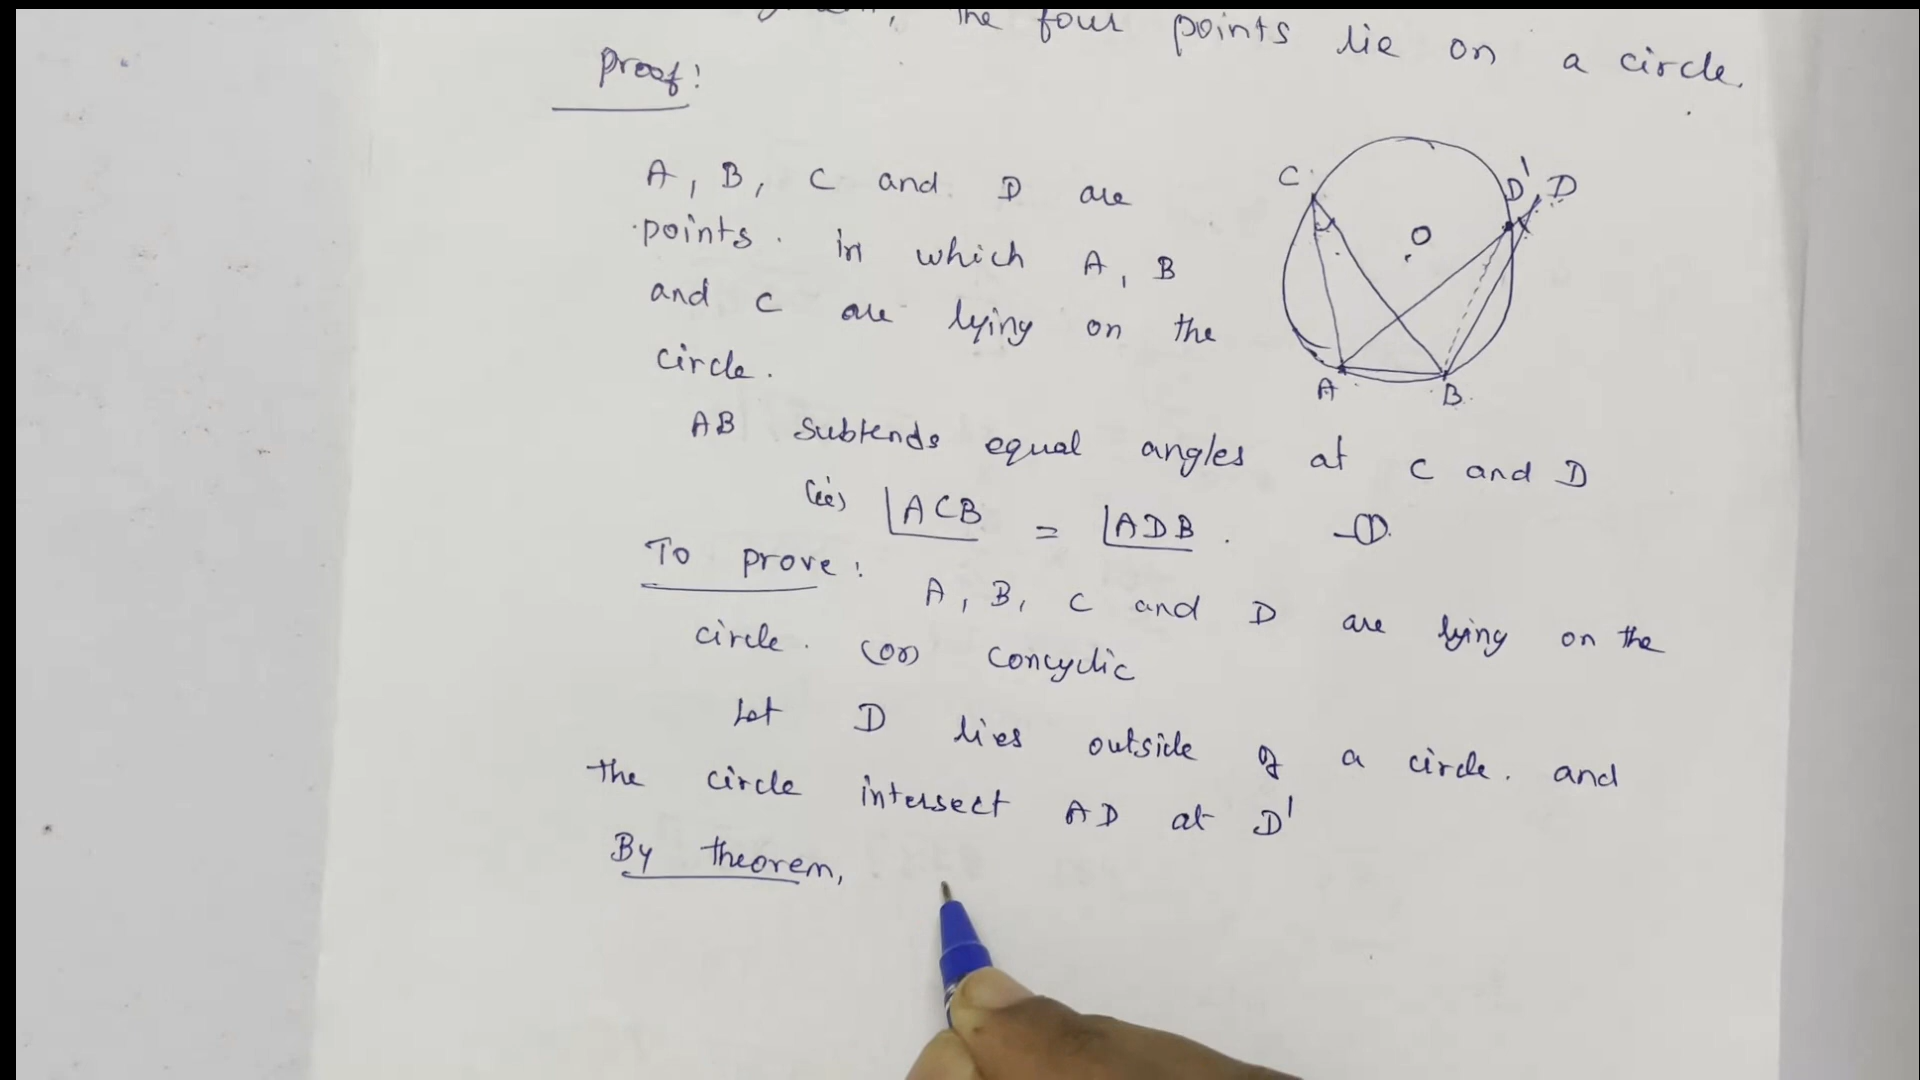 the four points lie on a circle.
Proof:
A, B, C and D are
points. in which A, B
and C are lying on the
circle.
C
D'
D
O
A
B
AB subtends equal angles at C and D
(ie) ∠ACB = ∠ADB. —①
To prove: A, B, C and D are lying on the
circle. (or) concyclic
Let D lies outside of a circle. and
the circle intersect AD at D'
By theorem,